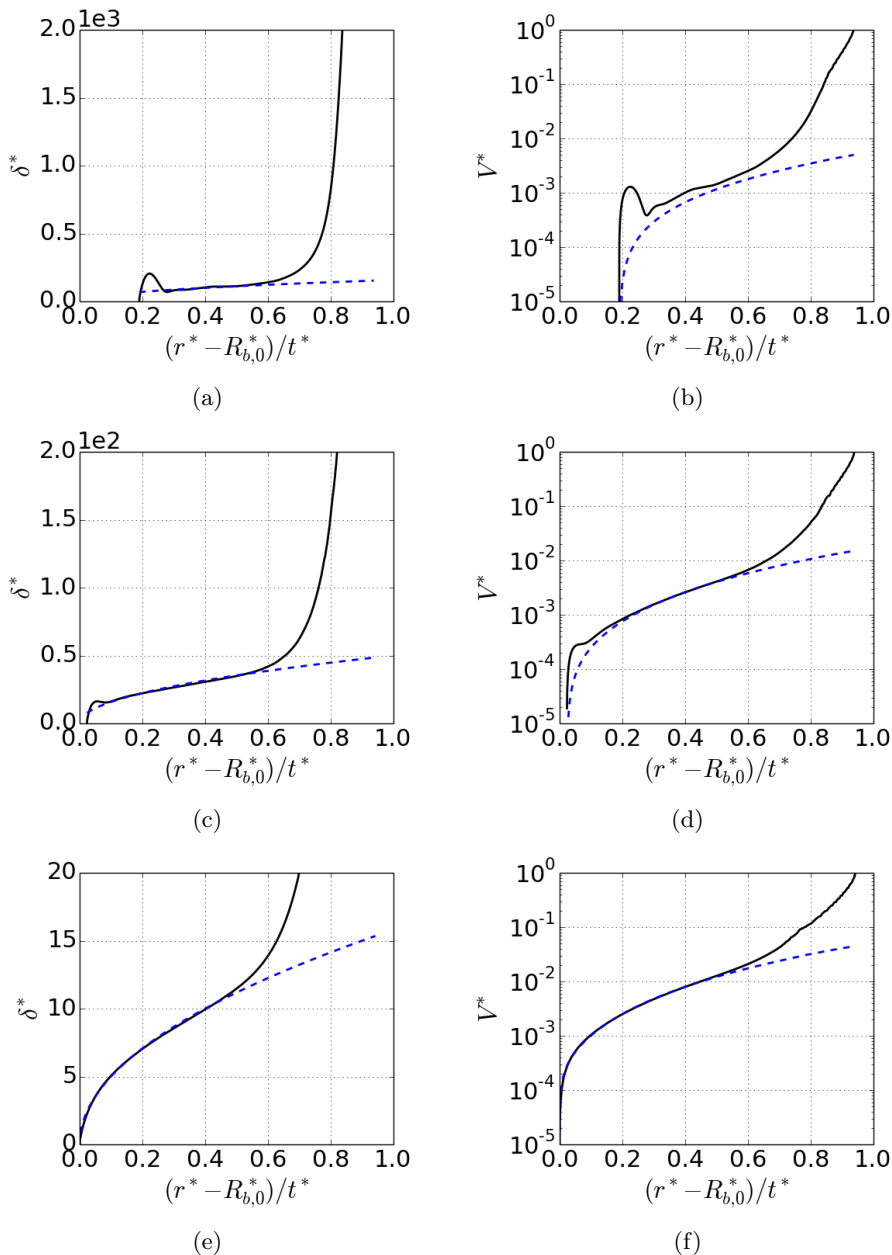 2.0 1e3
1.5
1.0
0.5
0.0
δ*
0.0 0.2 0.4 0.6 0.8 1.0
(r* − R*b,0)/t*
(a)
10^0
10^-1
10^-2
10^-3
10^-4
10^-5
V*
0.0 0.2 0.4 0.6 0.8 1.0
(r* − R*b,0)/t*
(b)
2.0 1e2
1.5
1.0
0.5
0.0
δ*
0.0 0.2 0.4 0.6 0.8 1.0
(r* − R*b,0)/t*
(c)
10^0
10^-1
10^-2
10^-3
10^-4
10^-5
V*
0.0 0.2 0.4 0.6 0.8 1.0
(r* − R*b,0)/t*
(d)
20
15
10
5
0
δ*
0.0 0.2 0.4 0.6 0.8 1.0
(r* − R*b,0)/t*
(e)
10^0
10^-1
10^-2
10^-3
10^-4
10^-5
V*
0.0 0.2 0.4 0.6 0.8 1.0
(r* − R*b,0)/t*
(f)